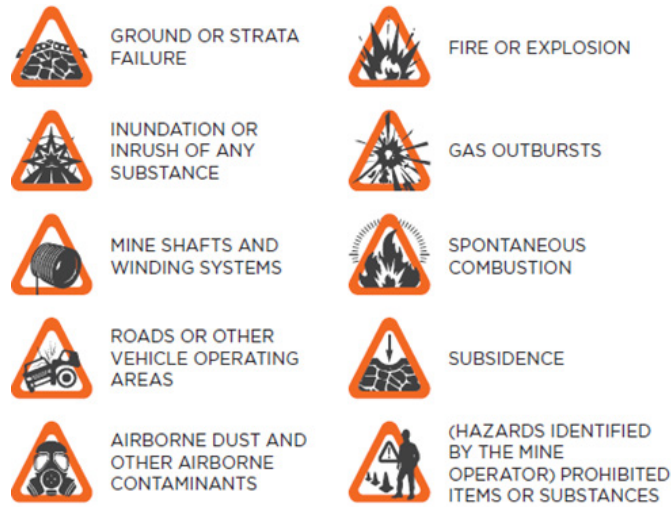 GROUND OR STRATA
FAILURE
FIRE OR EXPLOSION
INUNDATION OR
INRUSH OF ANY
SUBSTANCE
GAS OUTBURSTS
MINE SHAFTS AND
WINDING SYSTEMS
SPONTANEOUS
COMBUSTION
ROADS OR OTHER
VEHICLE OPERATING
AREAS
SUBSIDENCE
AIRBORNE DUST AND
OTHER AIRBORNE
CONTAMINANTS
(HAZARDS IDENTIFIED
BY THE MINE
OPERATOR) PROHIBITED
ITEMS OR SUBSTANCES